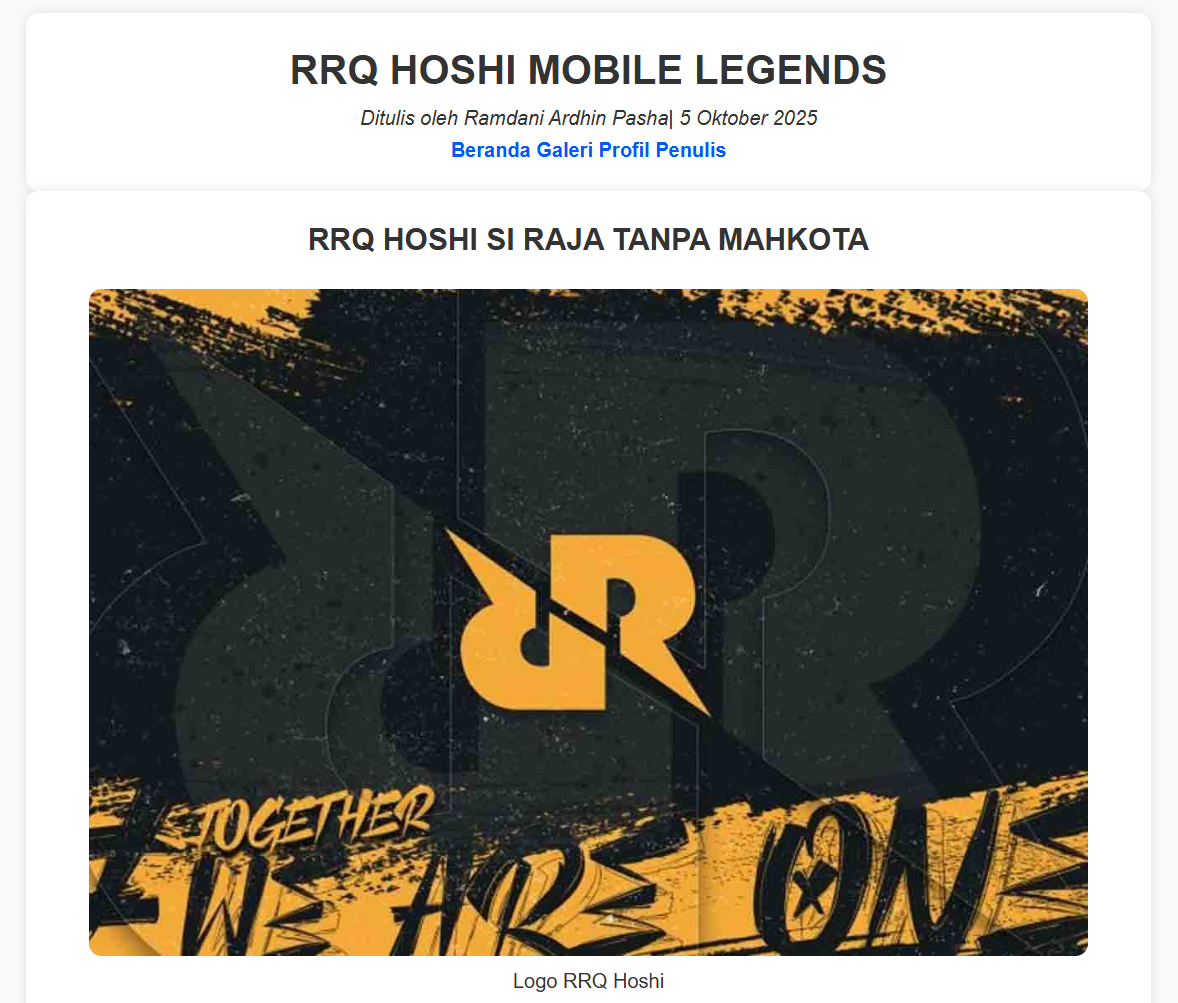 RRQ HOSHI MOBILE LEGENDS
Ditulis oleh Ramdani Ardhin Pasha| 5 Oktober 2025
Beranda Galeri Profil Penulis
RRQ HOSHI SI RAJA TANPA MAHKOTA
TOGETHER
# WE ARE ONE
Logo RRQ Hoshi